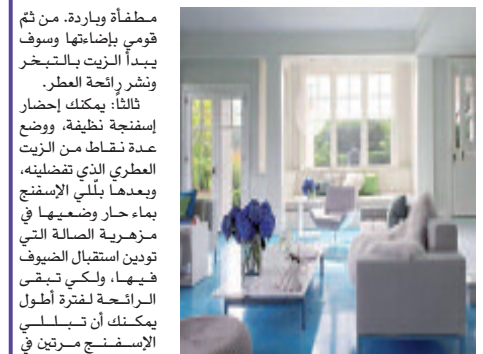 مطفأة وباردة. من ثمّ
قومي بإضاءتها وسوف
يبدأ الزيت بالتبخر
ونشر رائحة العطر.
ثالثاً: يمكنك إحضار
إسفنجة نظيفة، ووضع
عدة نقاط من الزيت
العطري الذي تفضلينه،
وبعدها بلّلي الإسفنج
بماء حار وضعيها في
مزهرية الصالة التي
تودين استقبال الضيوف
فيها، ولكي تبقى
الرائحة لفترة أطول
يمكنك أن تبللي
الإسفنج مرتين في